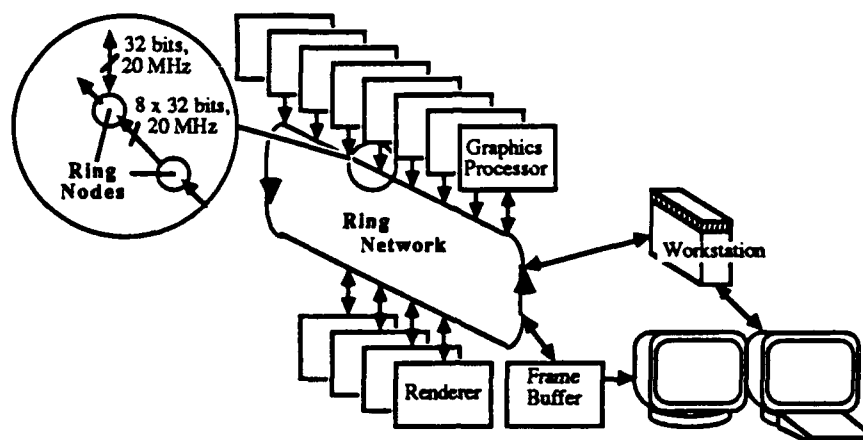 32 bits,
20 MHz
8 x 32 bits,
20 MHz
Ring
Nodes
Graphics
Processor
Ring
Network
Workstation
Renderer
Frame
Buffer